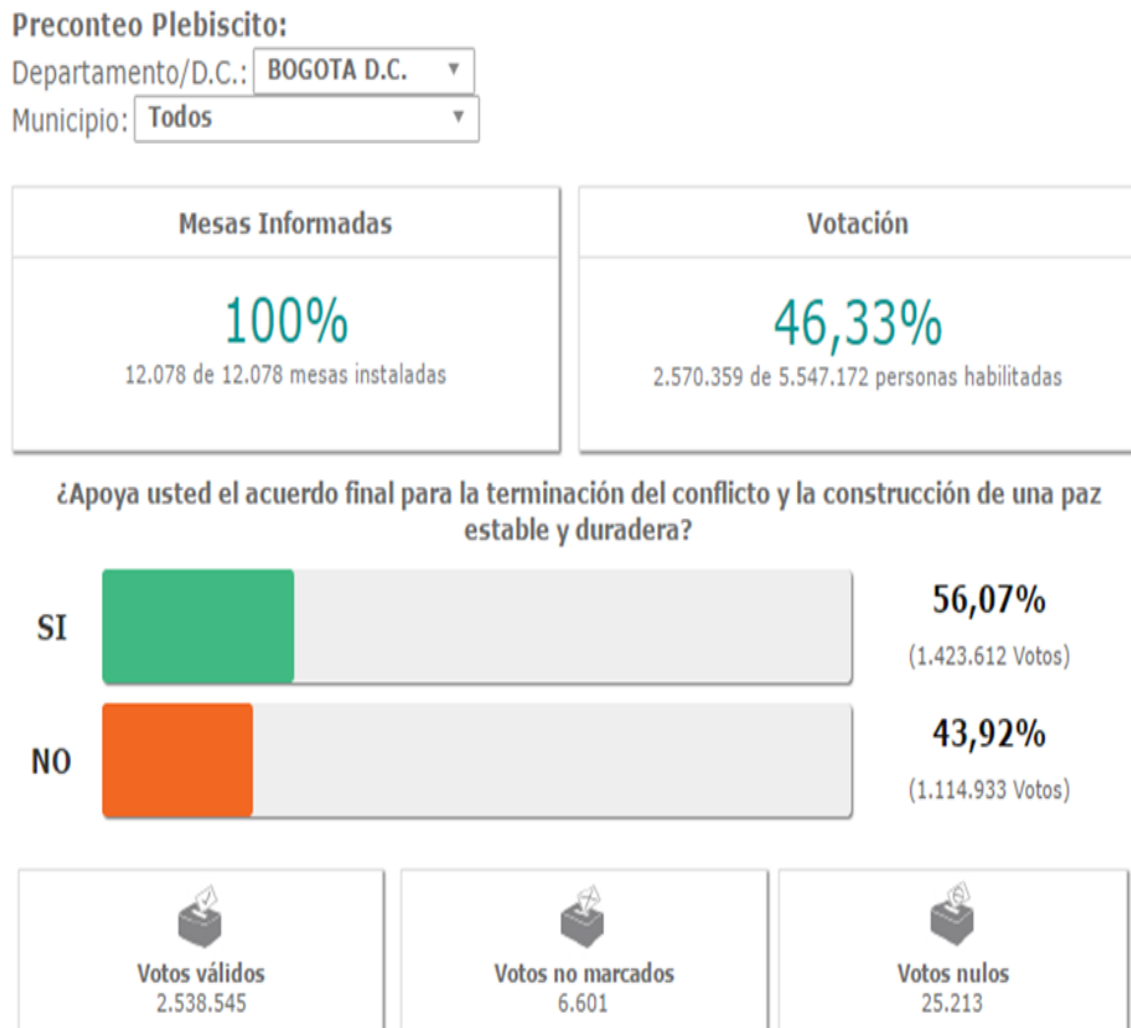 Preconteo Plebiscito:
Departamento/D.C.: BOGOTA D.C.
Municipio: Todos
Mesas Informadas
100%
12.078 de 12.078 mesas instaladas
Votación
46,33%
2.570.359 de 5.547.172 personas habilitadas
¿Apoya usted el acuerdo final para la terminación del conflicto y la construcción de una paz
estable y duradera?
SI
56,07%
(1.423.612 Votos)
NO
43,92%
(1.114.933 Votos)
Votos válidos
2.538.545
Votos no marcados
6.601
Votos nulos
25.213